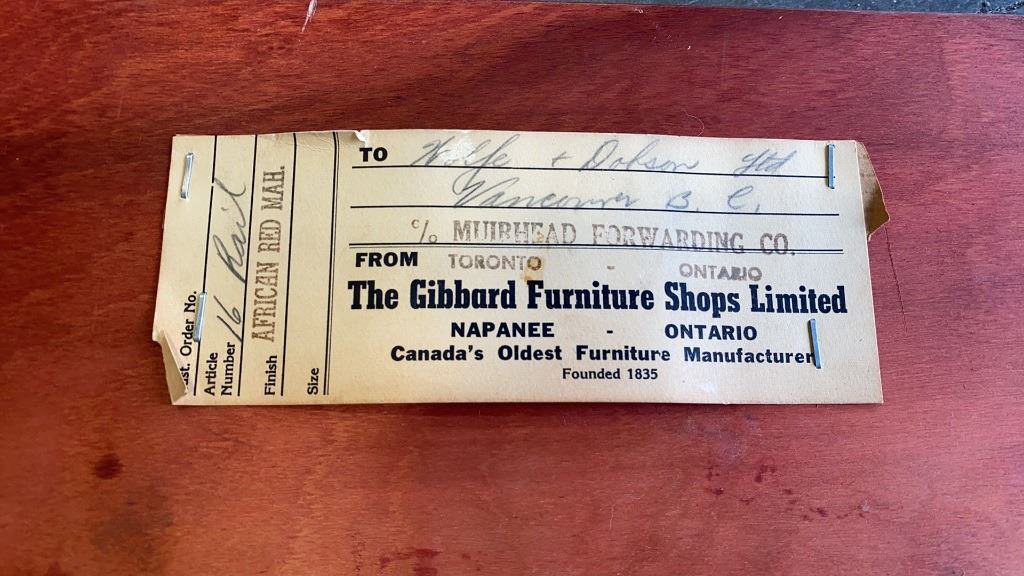 TO Wolfe + Dobson Ltd
Vancouver B. C.
c/o MUIRHEAD FORWARDING CO.
FROM TORONTO - ONTARIO
The Gibbard Furniture Shops Limited
NAPANEE - ONTARIO
Canada's Oldest Furniture Manufacturer
Founded 1835
Order No.
Article Number 16 Rail
Finish AFRICAN RED MAH.
Size